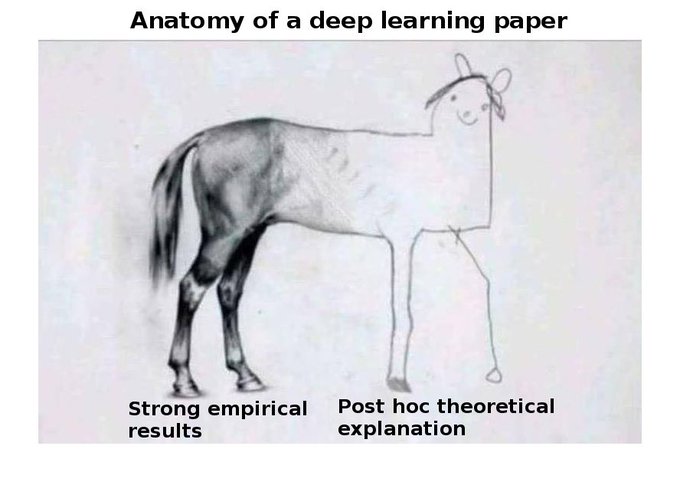 Anatomy of a deep learning paper
Strong empirical
results
Post hoc theoretical
explanation